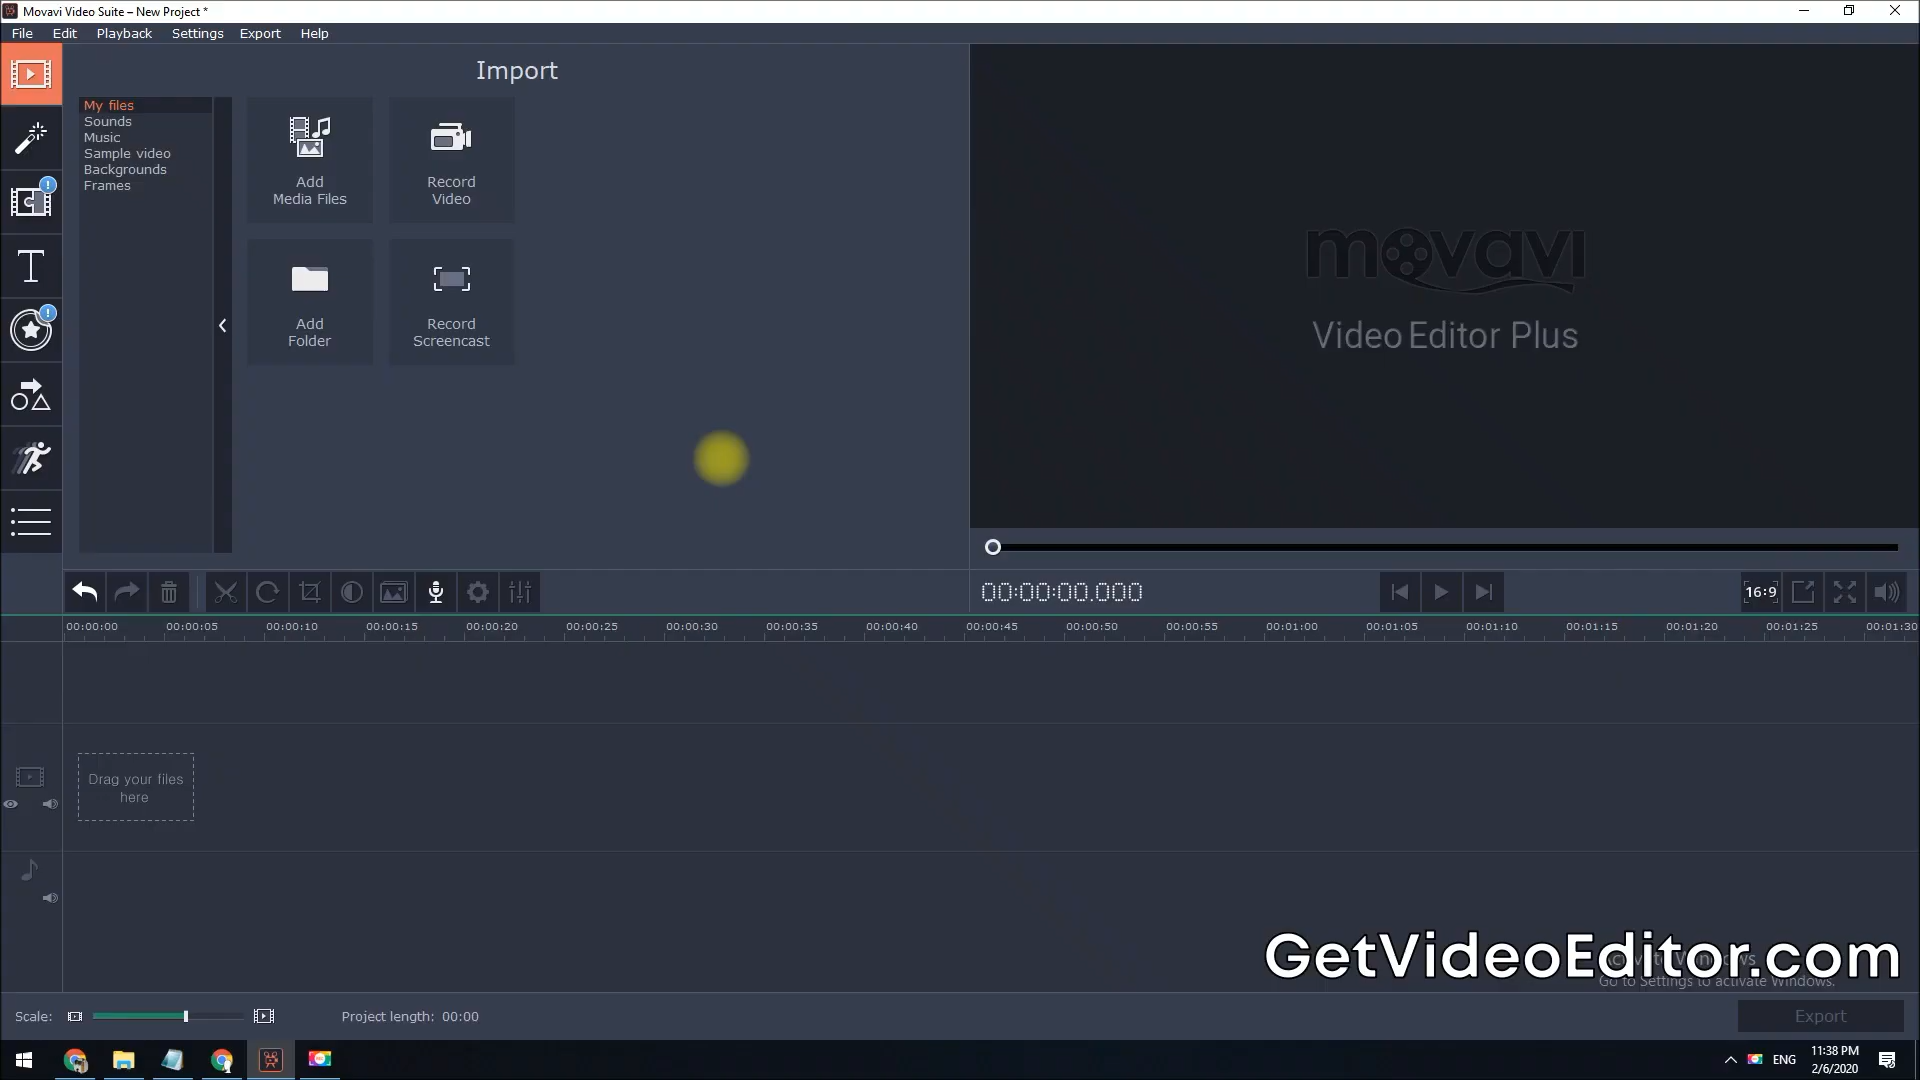 Movavi Video Suite – New Project *
File Edit Playback Settings Export Help
Import
My files
Sounds
Music
Sample video
Backgrounds
Frames
Add
Media Files
Record
Video
Add
Folder
Record
Screencast
movavi
Video Editor Plus
00:00:00.000
16:9
00:00:00 00:00:05 00:00:10 00:00:15 00:00:20 00:00:25 00:00:30 00:00:35 00:00:40 00:00:45 00:00:50 00:00:55 00:01:00 00:01:05 00:01:10 00:01:15 00:01:20 00:01:25 00:01:30
Drag your files
here
GetVideoEditor.com
Activate Windows
Go to Settings to activate Windows.
Scale:
Project length: 00:00
Export
ENG
11:38 PM
2/6/2020